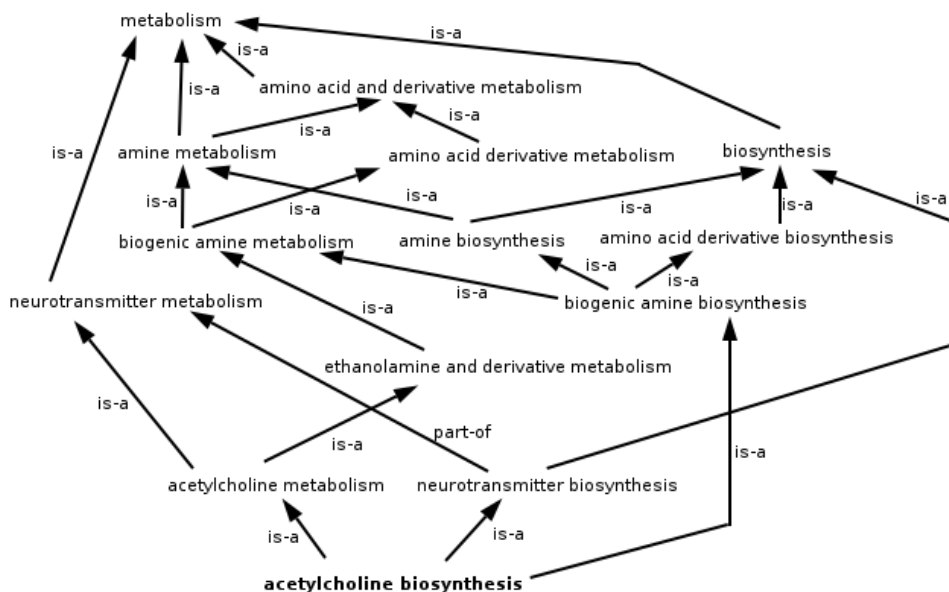 metabolism
is-a
is-a
amino acid and derivative metabolism
is-a
is-a
is-a
is-a
amine metabolism
amino acid derivative metabolism
biosynthesis
is-a
is-a
is-a
is-a
is-a
is-a
is-a
biogenic amine metabolism
amine biosynthesis
amino acid derivative biosynthesis
is-a
is-a
is-a
neurotransmitter metabolism
biogenic amine biosynthesis
is-a
ethanolamine and derivative metabolism
is-a
part-of
is-a
is-a
acetylcholine metabolism
neurotransmitter biosynthesis
is-a
is-a
acetylcholine biosynthesis